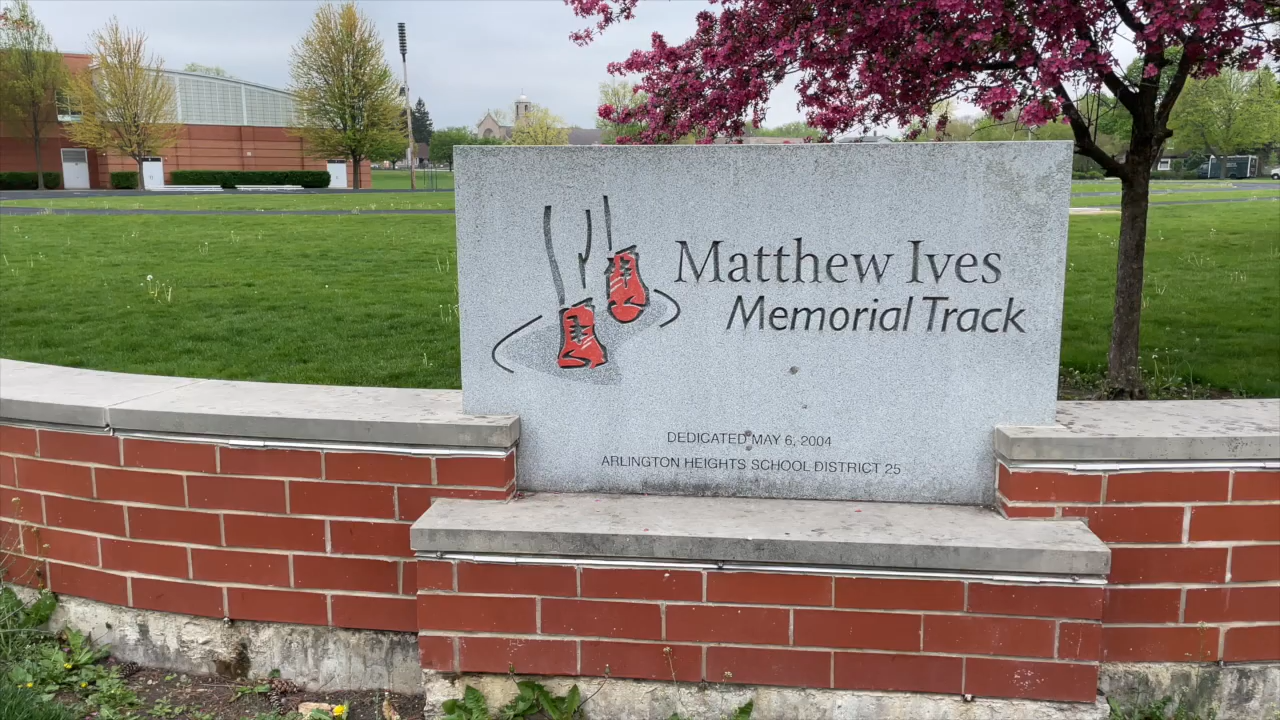 Matthew Ives
Memorial Track
DEDICATED MAY 6, 2004
ARLINGTON HEIGHTS SCHOOL DISTRICT 25